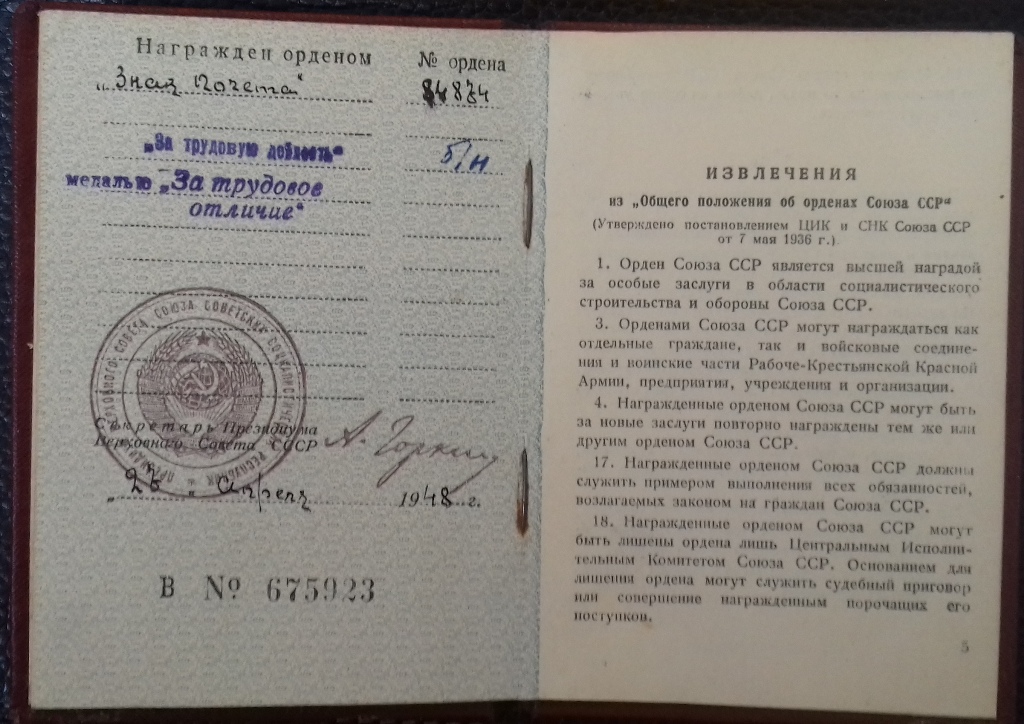 Награжден орденом
№ ордена
„Знак Почета“
„За трудовую доблесть“
б/н
медалью „За трудовое
отличие“
ПРЕЗИДИУМ ВЕРХОВНОГО СОВЕТА СОЮЗА СОВЕТСКИХ СОЦИАЛИСТИЧЕСКИХ РЕСПУБЛИК
Секретарь Президиума
Верховного Совета СССР
А. Горкин
апреля 1948 г.
В № 675923
ИЗВЛЕЧЕНИЯ
из „Общего положения об орденах Союза ССР“
(Утверждено постановлением ЦИК и СНК Союза ССР
от 7 мая 1936 г.)
1. Орден Союза ССР является высшей наградой
за особые заслуги в области социалистического
строительства и обороны Союза ССР.
3. Орденами Союза ССР могут награждаться как
отдельные граждане, так и войсковые соедине-
ния и воинские части Рабоче-Крестьянской Красной
Армии, предприятия, учреждения и организации.
4. Награжденные орденом Союза ССР могут быть
за новые заслуги повторно награждены тем же или
другим орденом Союза ССР.
17. Награжденные орденом Союза ССР должны
служить примером выполнения всех обязанностей,
возлагаемых законом на граждан Союза ССР.
18. Награжденные орденом Союза ССР могут
быть лишены ордена лишь Центральным Исполни-
тельным Комитетом Союза ССР. Основанием для
лишения ордена могут служить судебный приговор
или совершение награжденным порочащих его
поступков.
5